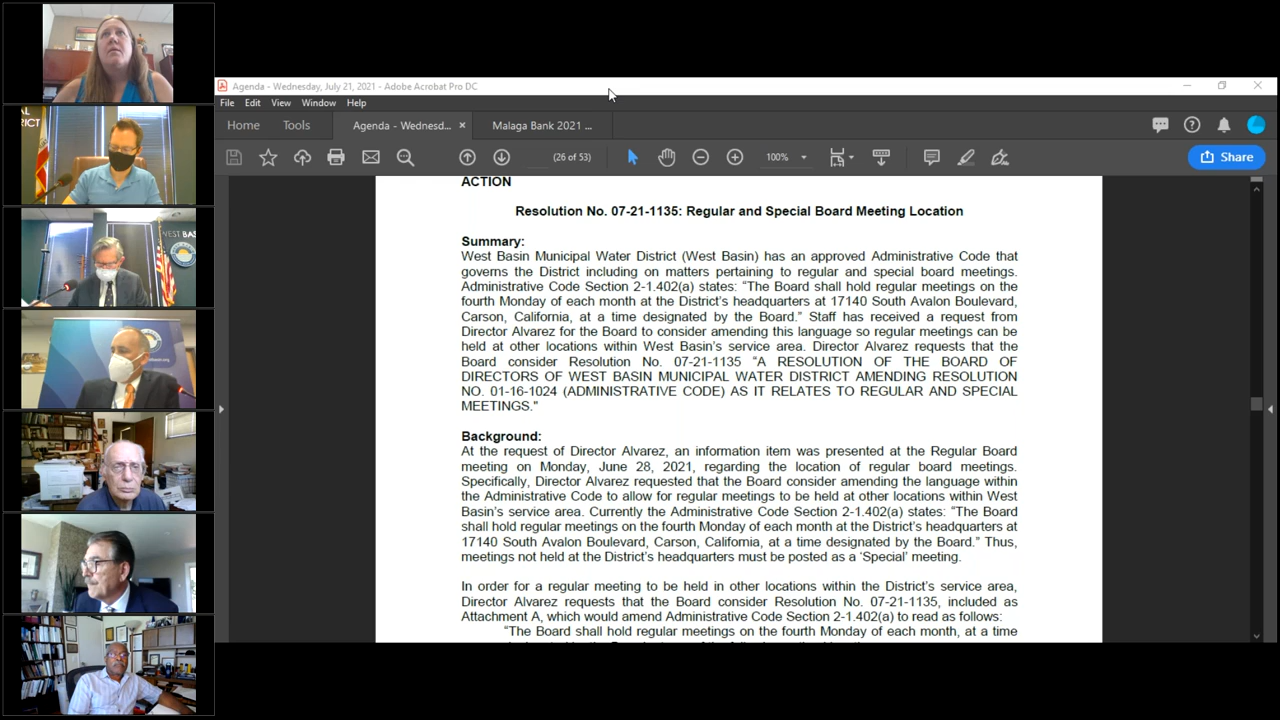 Agenda - Wednesday, July 21, 2021 - Adobe Acrobat Pro DC
File Edit View Window Help
Home Tools Agenda - Wednesd... × Malaga Bank 2021 ...
(26 of 53) 100% Share
ACTION
Resolution No. 07-21-1135: Regular and Special Board Meeting Location
Summary:
West Basin Municipal Water District (West Basin) has an approved Administrative Code that
governs the District including on matters pertaining to regular and special board meetings.
Administrative Code Section 2-1.402(a) states: “The Board shall hold regular meetings on the
fourth Monday of each month at the District’s headquarters at 17140 South Avalon Boulevard,
Carson, California, at a time designated by the Board.” Staff has received a request from
Director Alvarez for the Board to consider amending this language so regular meetings can be
held at other locations within West Basin’s service area. Director Alvarez requests that the
Board consider Resolution No. 07-21-1135 “A RESOLUTION OF THE BOARD OF
DIRECTORS OF WEST BASIN MUNICIPAL WATER DISTRICT AMENDING RESOLUTION
NO. 01-16-1024 (ADMINISTRATIVE CODE) AS IT RELATES TO REGULAR AND SPECIAL
MEETINGS."
Background:
At the request of Director Alvarez, an information item was presented at the Regular Board
meeting on Monday, June 28, 2021, regarding the location of regular board meetings.
Specifically, Director Alvarez requested that the Board consider amending the language within
the Administrative Code to allow for regular meetings to be held at other locations within West
Basin’s service area. Currently the Administrative Code Section 2-1.402(a) states: “The Board
shall hold regular meetings on the fourth Monday of each month at the District’s headquarters at
17140 South Avalon Boulevard, Carson, California, at a time designated by the Board.” Thus,
meetings not held at the District’s headquarters must be posted as a ‘Special’ meeting.
In order for a regular meeting to be held in other locations within the District’s service area,
Director Alvarez requests that the Board consider Resolution No. 07-21-1135, included as
Attachment A, which would amend Administrative Code Section 2-1.402(a) to read as follows:
“The Board shall hold regular meetings on the fourth Monday of each month, at a time